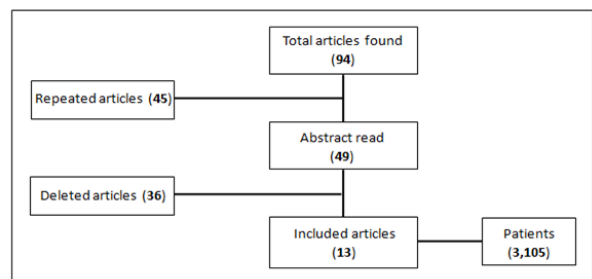 Total articles found
(94)
Repeated articles (45)
Abstract read
(49)
Deleted articles (36)
Included articles
(13)
Patients
(3,105)